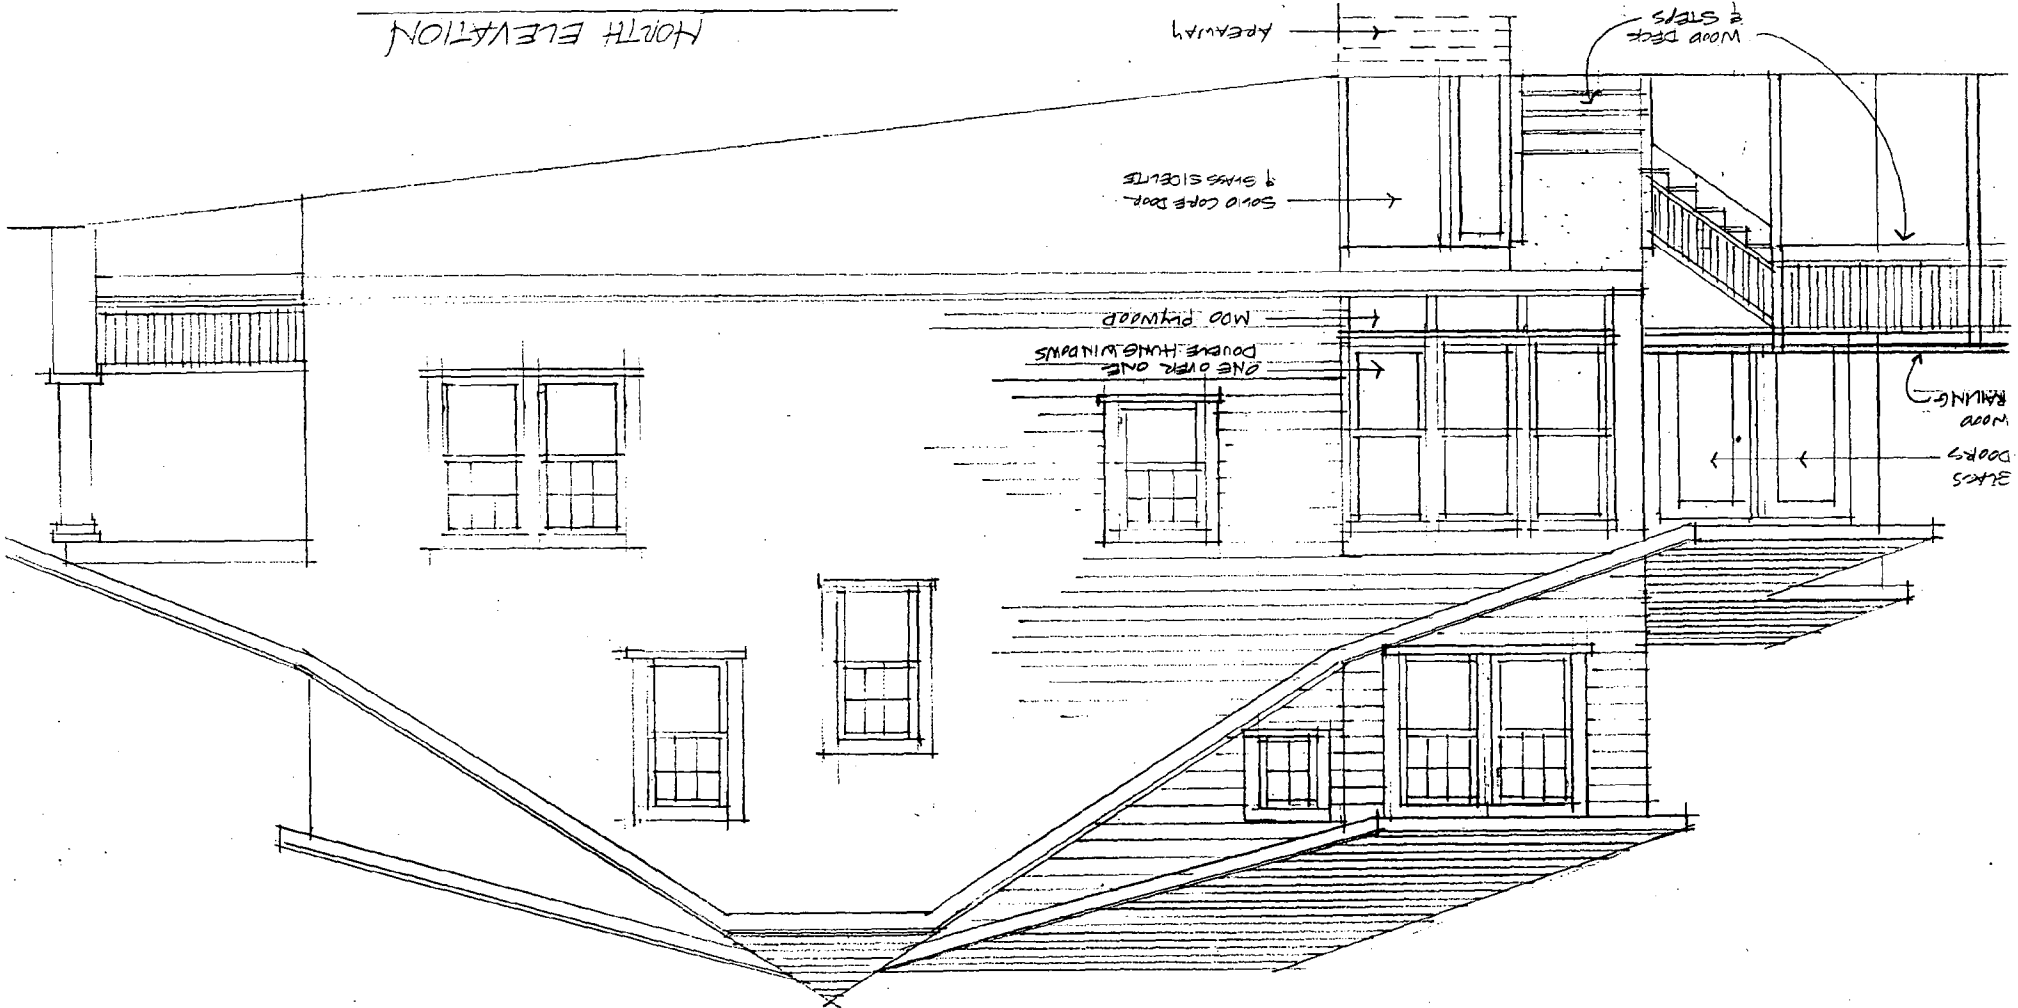 GLASS
DOORS
WOOD
RAILING
ONE OVER ONE
DOUBLE HUNG WINDOWS
MDO PLYWOOD
SOLID CORE DOOR
& GLASS SIDELITE
WOOD DECK
& STEPS
AREAWAY
NORTH ELEVATION